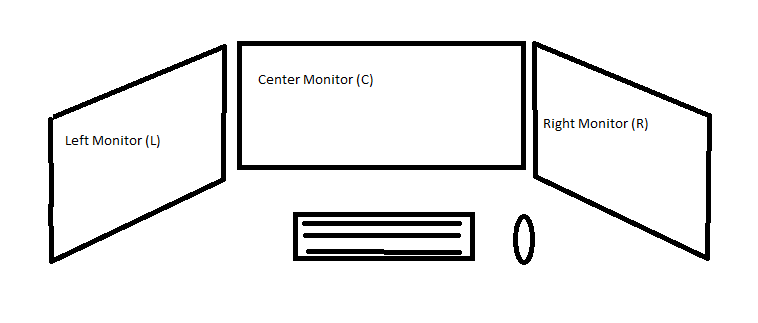 Left Monitor (L)
Center Monitor (C)
Right Monitor (R)